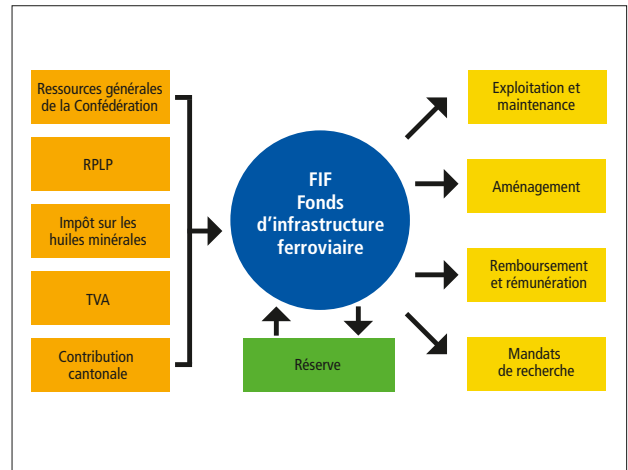 Ressources générales
de la Confédération
RPLP
Impôt sur les
huiles minérales
TVA
Contribution
cantonale
FIF
Fonds
d'infrastructure
ferroviaire
Réserve
Exploitation et
maintenance
Aménagement
Remboursement
et rémunération
Mandats
de recherche